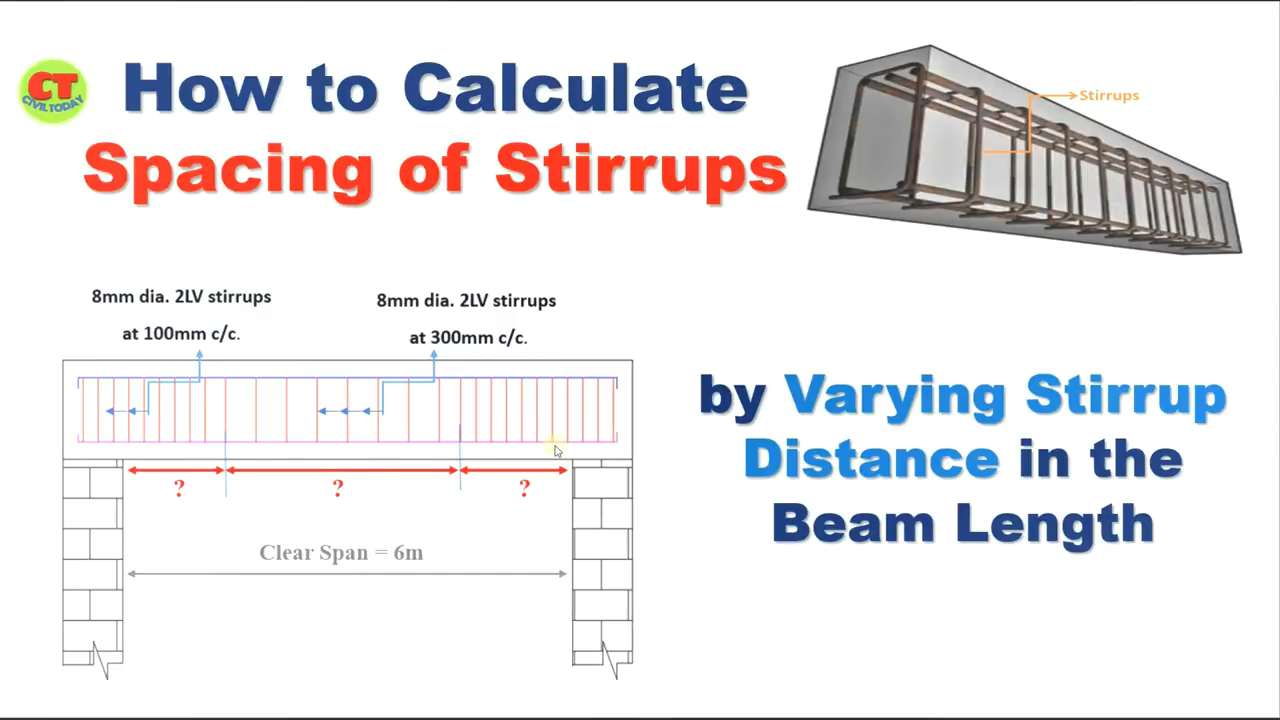 CT
CIVIL TODAY
How to Calculate
Spacing of Stirrups
Stirrups
8mm dia. 2LV stirrups
at 100mm c/c.
8mm dia. 2LV stirrups
at 300mm c/c.
by Varying Stirrup
Distance in the
Beam Length
? ? ?
Clear Span = 6m